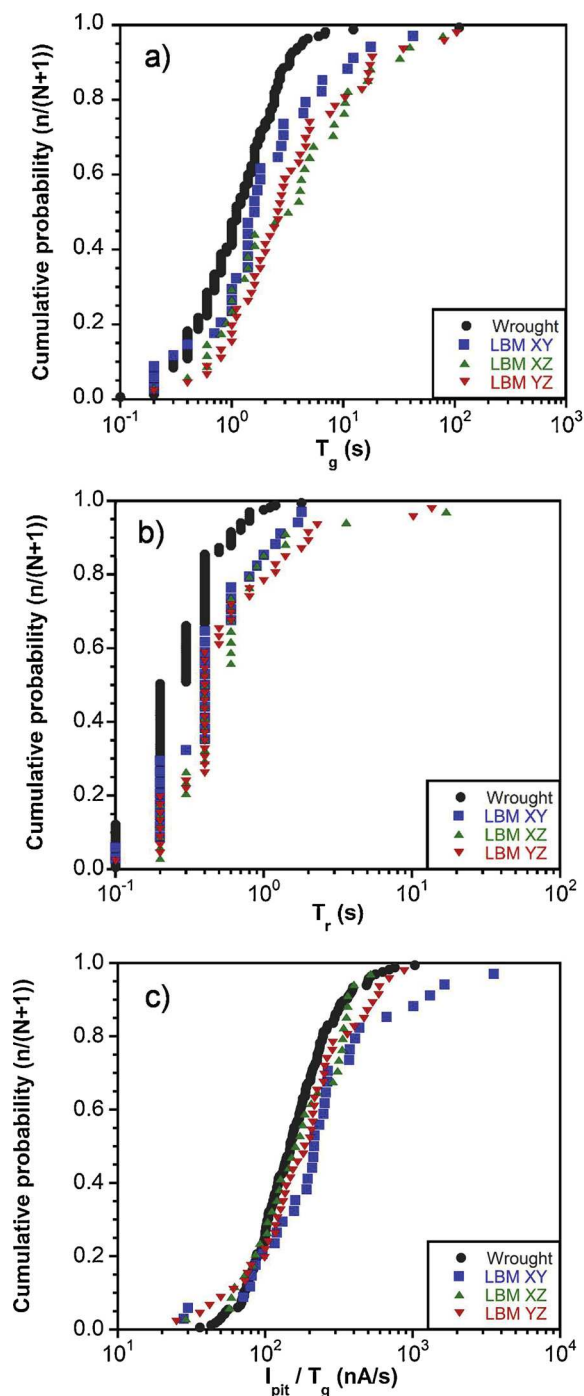 a)
Cumulative probability (n/(N+1))
1.0
0.8
0.6
0.4
0.2
0.0
Wrought
LBM XY
LBM XZ
LBM YZ
10⁻¹ 10⁰ 10¹ 10² 10³
T_g (s)
b)
Cumulative probability (n/(N+1))
1.0
0.8
0.6
0.4
0.2
0.0
Wrought
LBM XY
LBM XZ
LBM YZ
10⁻¹ 10⁰ 10¹ 10²
T_r (s)
c)
Cumulative probability (n/(N+1))
1.0
0.8
0.6
0.4
0.2
0.0
Wrought
LBM XY
LBM XZ
LBM YZ
10¹ 10² 10³ 10⁴
I_pit / T_g (nA/s)